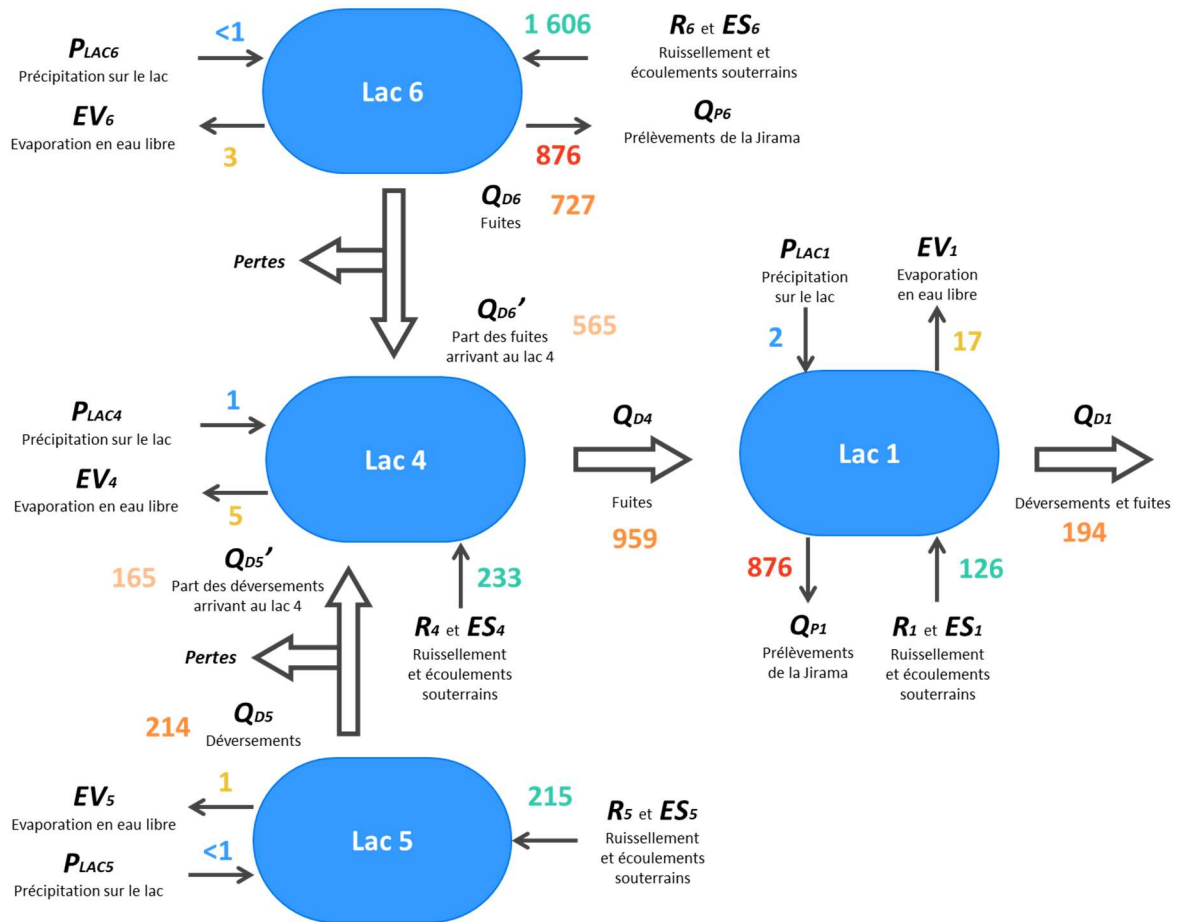 P LAC6
Précipitation sur le lac
<1
EV6
Evaporation en eau libre
3
Lac 6
1 606
R6 et ES6
Ruissellement et
écoulements souterrains
876
QP6
Prélèvements de la Jirama
QD6
Fuites
727
Pertes
QD6’
Part des fuites
arrivant au lac 4
565
PLAC1
Précipitation
sur le lac
2
EV1
Evaporation
en eau libre
17
PLAC4
Précipitation sur le lac
1
EV4
Evaporation en eau libre
5
Lac 4
QD4
Fuites
959
Lac 1
QD1
Déversements et fuites
194
165
QD5’
Part des déversements
arrivant au lac 4
233
R4 et ES4
Ruissellement
et écoulements
souterrains
876
QP1
Prélèvements
de la Jirama
126
R1 et ES1
Ruissellement
et écoulements
souterrains
Pertes
214
QD5
Déversements
EV5
Evaporation en eau libre
1
PLAC5
Précipitation sur le lac
<1
Lac 5
215
R5 et ES5
Ruissellement
et écoulements
souterrains